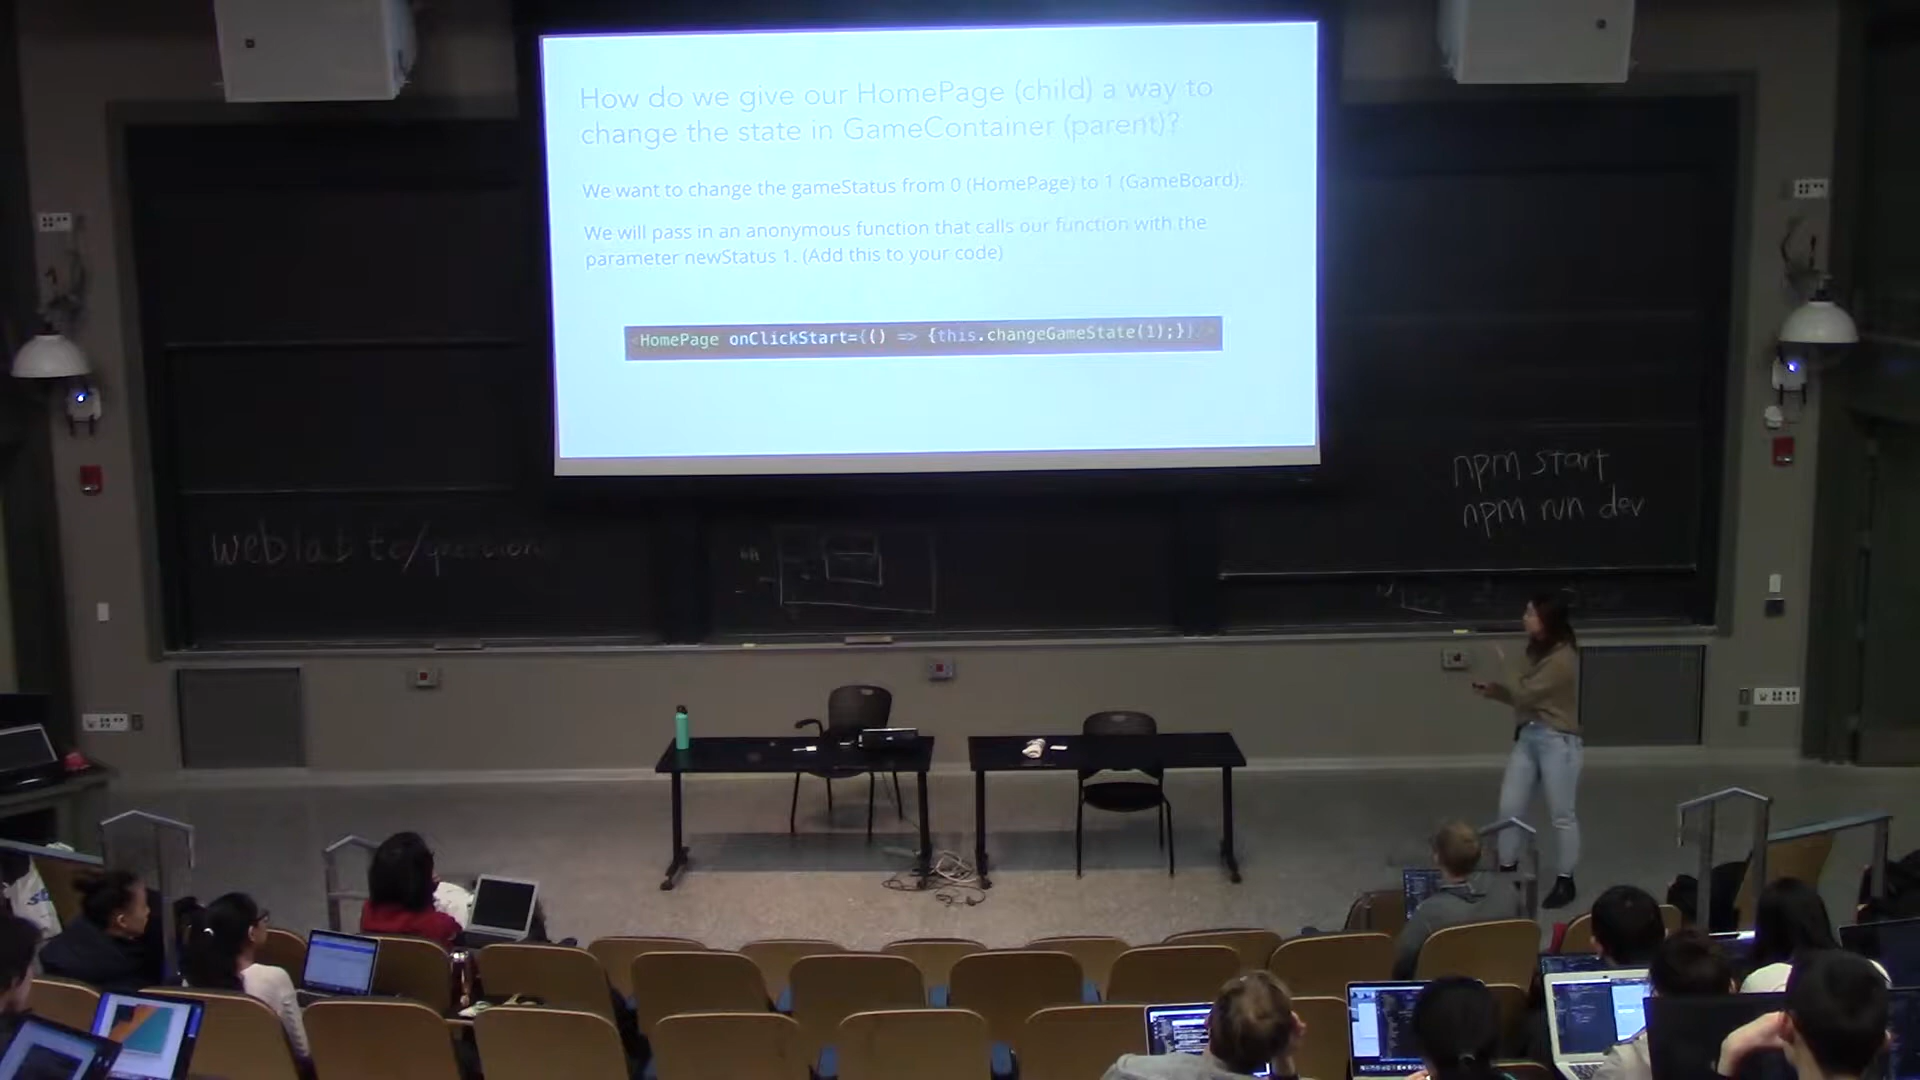 How do we give our HomePage (child) a way to
change the state in GameContainer (parent)?
We want to change the gameStatus from 0 (HomePage) to 1 (GameBoard).
We will pass in an anonymous function that calls our function with the
parameter newStatus 1. (Add this to your code)
<HomePage onClickStart={() => {this.changeGameState(1);}}/>
npm start
npm run dev
weblab to/question